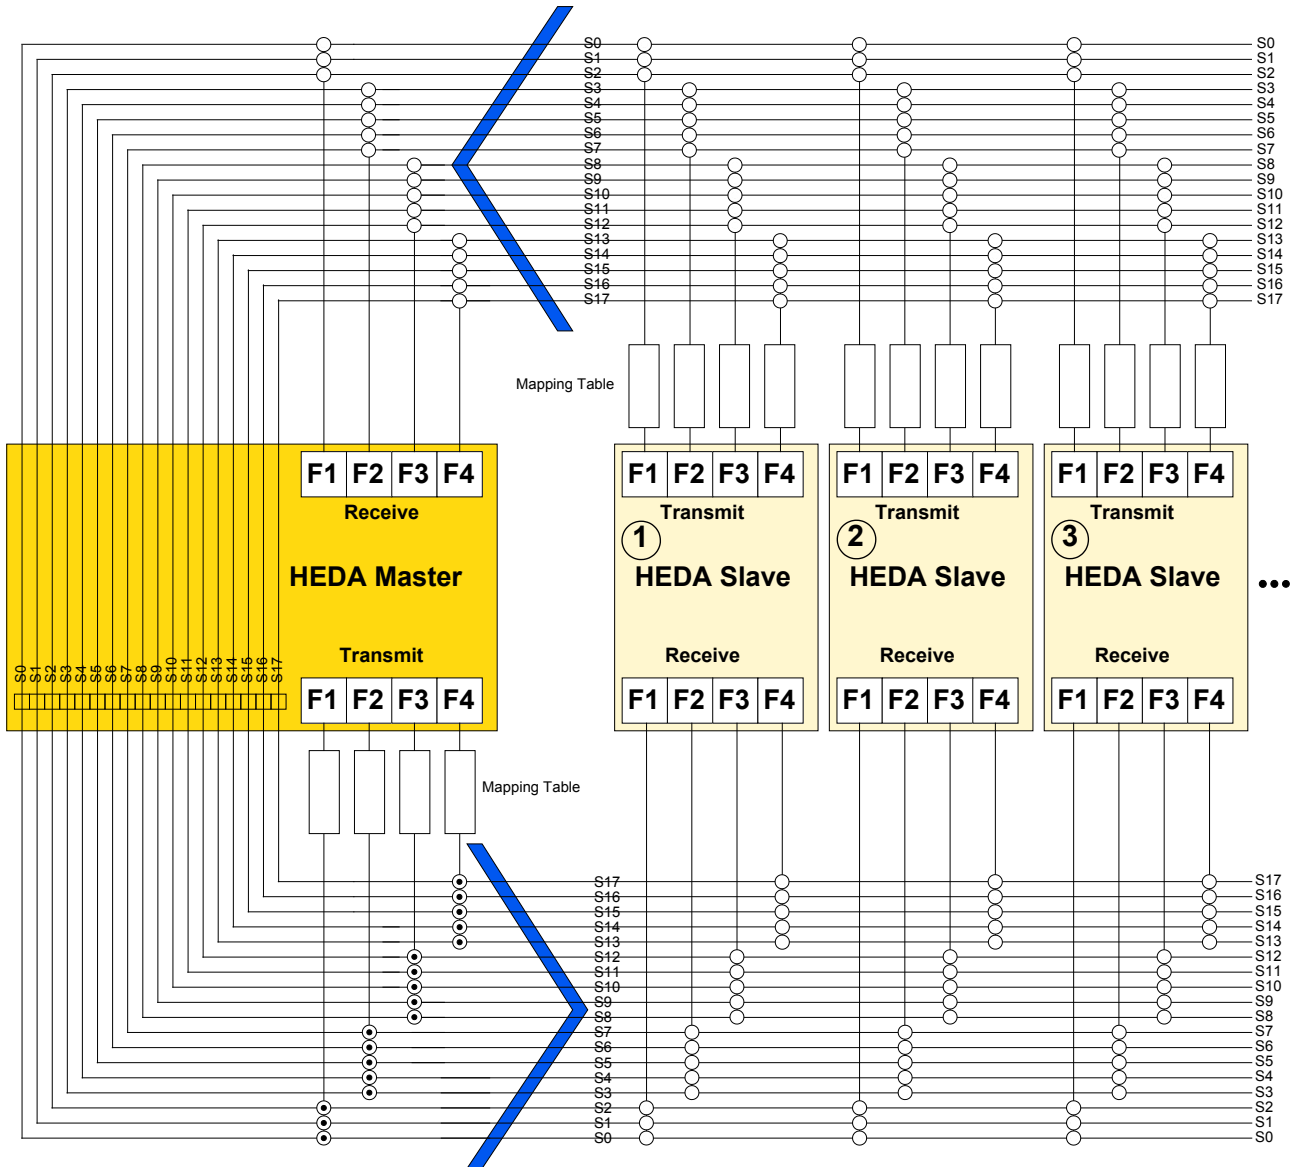 S0 S0
S1 S1
S2 S2
S3 S3
S4 S4
S5 S5
S6 S6
S7 S7
S8 S8
S9 S9
S10 S10
S11 S11
S12 S12
S13 S13
S14 S14
S15 S15
S16 S16
S17 S17
Mapping Table
F1 F2 F3 F4 F1 F2 F3 F4 F1 F2 F3 F4 F1 F2 F3 F4
Receive Transmit Transmit Transmit
1 2 3
HEDA Master HEDA Slave HEDA Slave HEDA Slave
...
Transmit Receive Receive Receive
S0 S1 S2 S3 S4 S5 S6 S7 S8 S9 S10 S11 S12 S13 S14 S15 S16 S17
F1 F2 F3 F4 F1 F2 F3 F4 F1 F2 F3 F4 F1 F2 F3 F4
Mapping Table
S17 S17
S16 S16
S15 S15
S14 S14
S13 S13
S12 S12
S11 S11
S10 S10
S9 S9
S8 S8
S7 S7
S6 S6
S5 S5
S4 S4
S3 S3
S2 S2
S1 S1
S0 S0